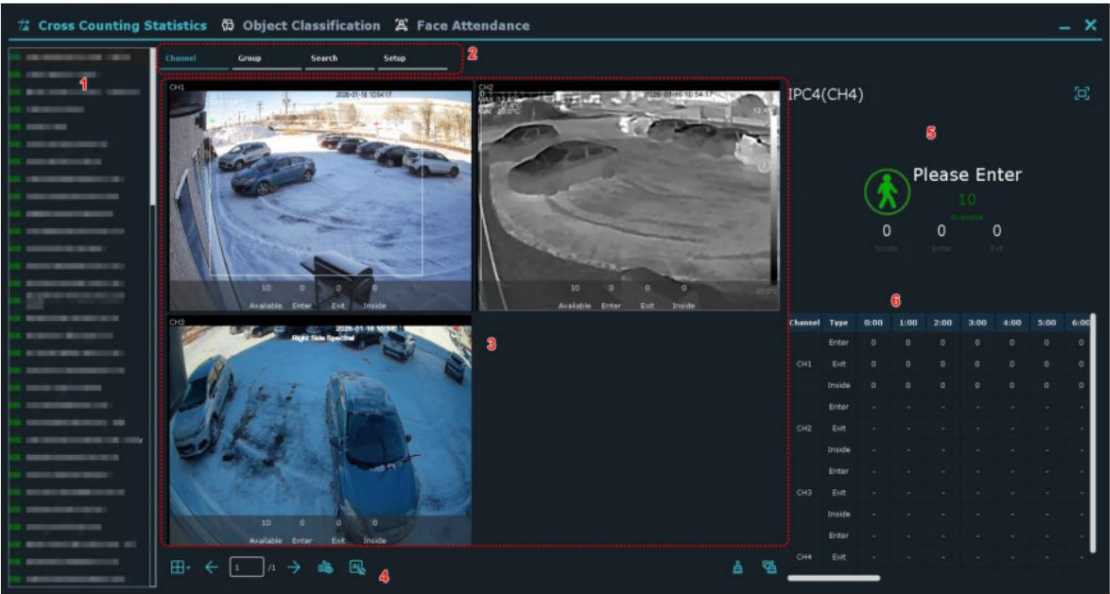 Cross Counting Statistics Object Classification Face Attendance
1
Channel Group Search Setup 2
CH1
2026-01-16 10:54:17
10 0 0 0
Available Enter Exit Inside
CH2
10 0 0 0
Available Enter Exit Inside
CH3
Right Side Spectral
10 0 0 0
Available Enter Exit Inside
3
1 /1
4
IPC4(CH4)
5
Please Enter
10
Available
0 0 0
Inside Enter Exit
6
Channel Type 0:00 1:00 2:00 3:00 4:00 5:00 6:00
Enter 0 0 0 0 0 0 0
CH1 Exit 0 0 0 0 0 0 0
Inside 0 0 0 0 0 0 0
Enter - - - - - - -
CH2 Exit - - - - - - -
Inside - - - - - - -
Enter - - - - - - -
CH3 Exit - - - - - - -
Inside - - - - - - -
Enter - - - - - - -
CH4 Exit - - - - - - -